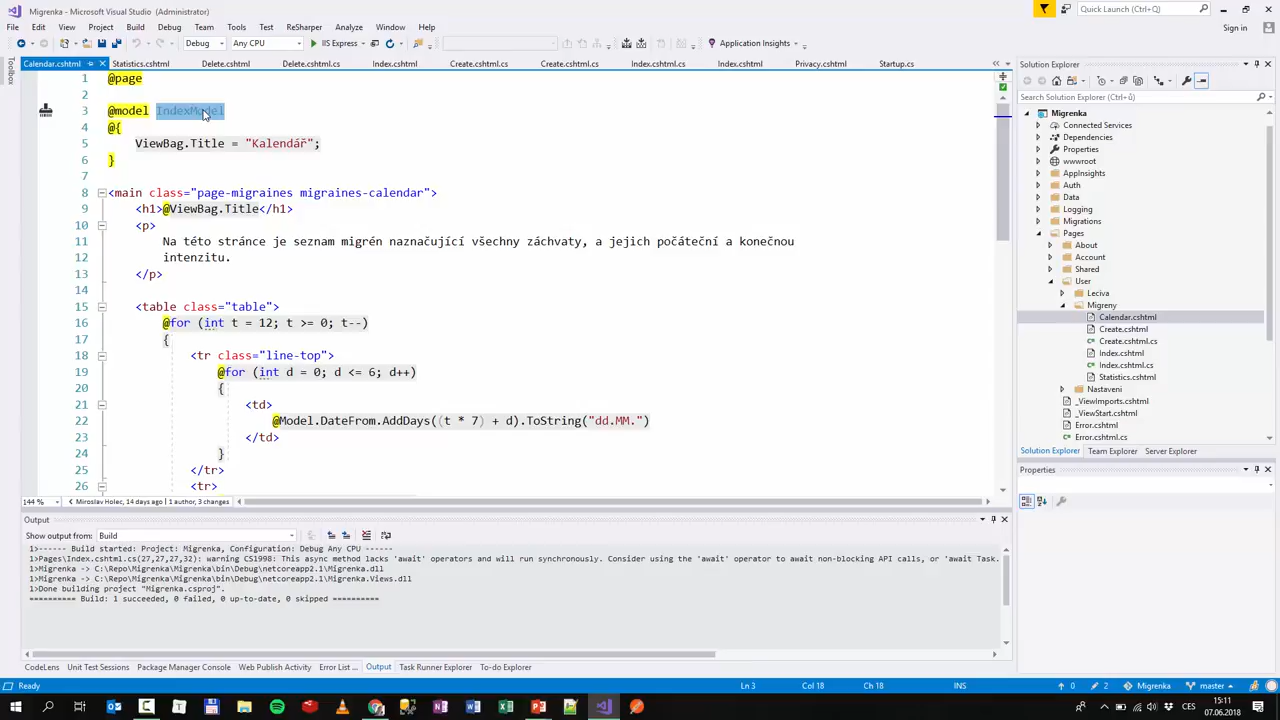 Migrenka - Microsoft Visual Studio (Administrator)
Quick Launch (Ctrl+Q)
File Edit View Project Build Debug Team Tools Test ReSharper Analyze Window Help
Sign in
Debug Any CPU IIS Express Application Insights
Toolbox
Calendar.cshtml Statistics.cshtml Delete.cshtml Delete.cshtml.cs Index.cshtml Create.cshtml.cs Create.cshtml.cs Index.cshtml.cs Index.cshtml Privacy.cshtml Startup.cs
1 @page
2
3 @model IndexModel
4 @{
5 ViewBag.Title = "Kalendář";
6 }
7
8 <main class="page-migraines migraines-calendar">
9 <h1>@ViewBag.Title</h1>
10 <p>
11 Na této stránce je seznam migrén naznačující všechny záchvaty, a jejich počáteční a konečnou
12 intenzitu.
13 </p>
14
15 <table class="table">
16 @for (int t = 12; t >= 0; t--)
17 {
18 <tr class="line-top">
19 @for (int d = 0; d <= 6; d++)
20 {
21 <td>
22 @Model.DateFrom.AddDays((t * 7) + d).ToString("dd.MM.")
23 </td>
24 }
25 </tr>
26 <tr>
144 % Miroslav Holec, 14 days ago | 1 author, 3 changes
Output
Show output from: Build
1>------ Build started: Project: Migrenka, Configuration: Debug Any CPU ------
1>Pages\Index.cshtml.cs(27,27,27,32): warning CS1998: This async method lacks 'await' operators and will run synchronously. Consider using the 'await' operator to await non-blocking API calls, or 'await Task.
1>Migrenka -> C:\Repo\Migrenka\Migrenka\bin\Debug\netcoreapp2.1\Migrenka.dll
1>Migrenka -> C:\Repo\Migrenka\Migrenka\bin\Debug\netcoreapp2.1\Migrenka.Views.dll
1>Done building project "Migrenka.csproj".
========== Build: 1 succeeded, 0 failed, 0 up-to-date, 0 skipped ==========
CodeLens Unit Test Sessions Package Manager Console Web Publish Activity Error List ... Output Task Runner Explorer To-do Explorer
Solution Explorer
Search Solution Explorer (Ctrl+ů)
Migrenka
Connected Services
Dependencies
Properties
wwwroot
AppInsights
Auth
Data
Logging
Migrations
Pages
About
Account
Shared
User
Leciva
Migreny
Calendar.cshtml
Create.cshtml
Create.cshtml.cs
Index.cshtml
Index.cshtml.cs
Statistics.cshtml
Nastaveni
_ViewImports.cshtml
_ViewStart.cshtml
Error.cshtml
Error.cshtml.cs
Solution Explorer Team Explorer Server Explorer
Properties
Ready Ln 3 Col 18 Ch 18 INS 0 2 Migrenka master
CES 15:11
07.06.2018